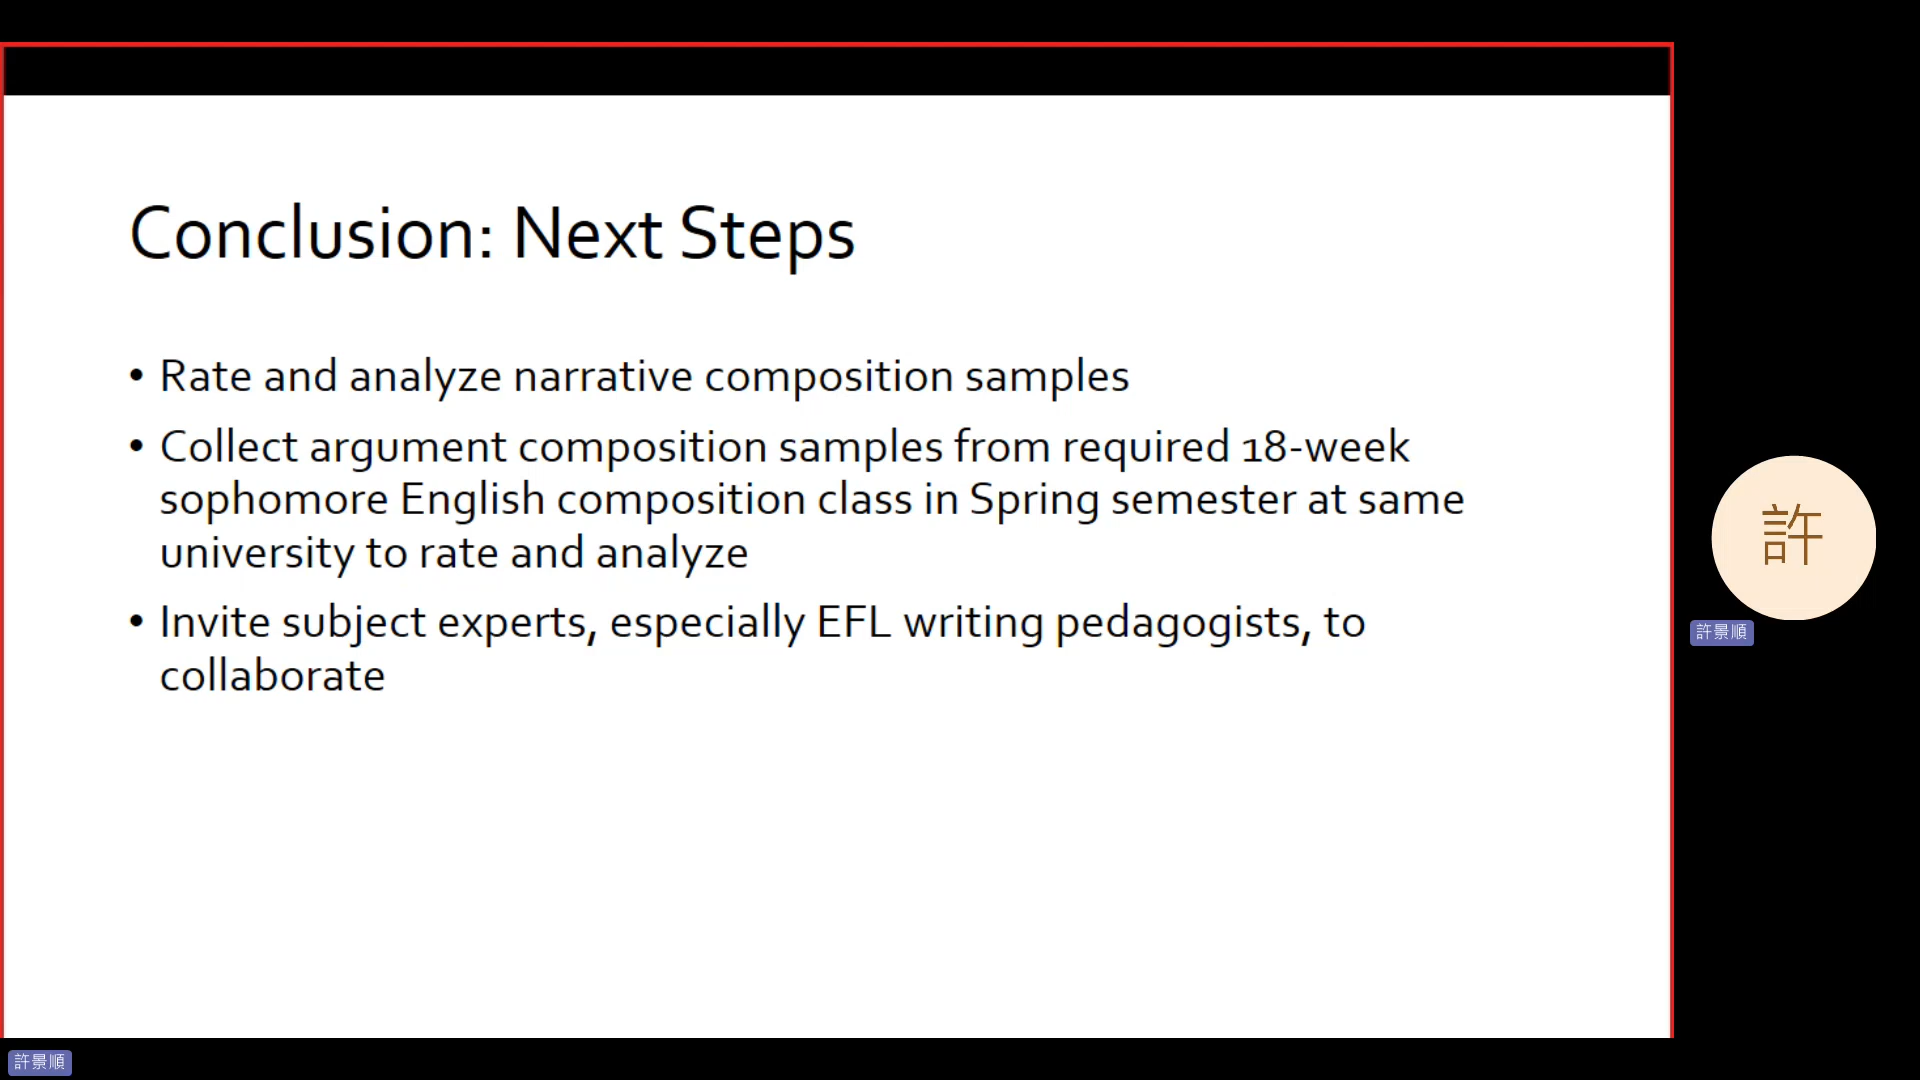 Conclusion: Next Steps
• Rate and analyze narrative composition samples
• Collect argument composition samples from required 18-week
sophomore English composition class in Spring semester at same
university to rate and analyze
• Invite subject experts, especially EFL writing pedagogists, to
collaborate
許
許景順
許景順